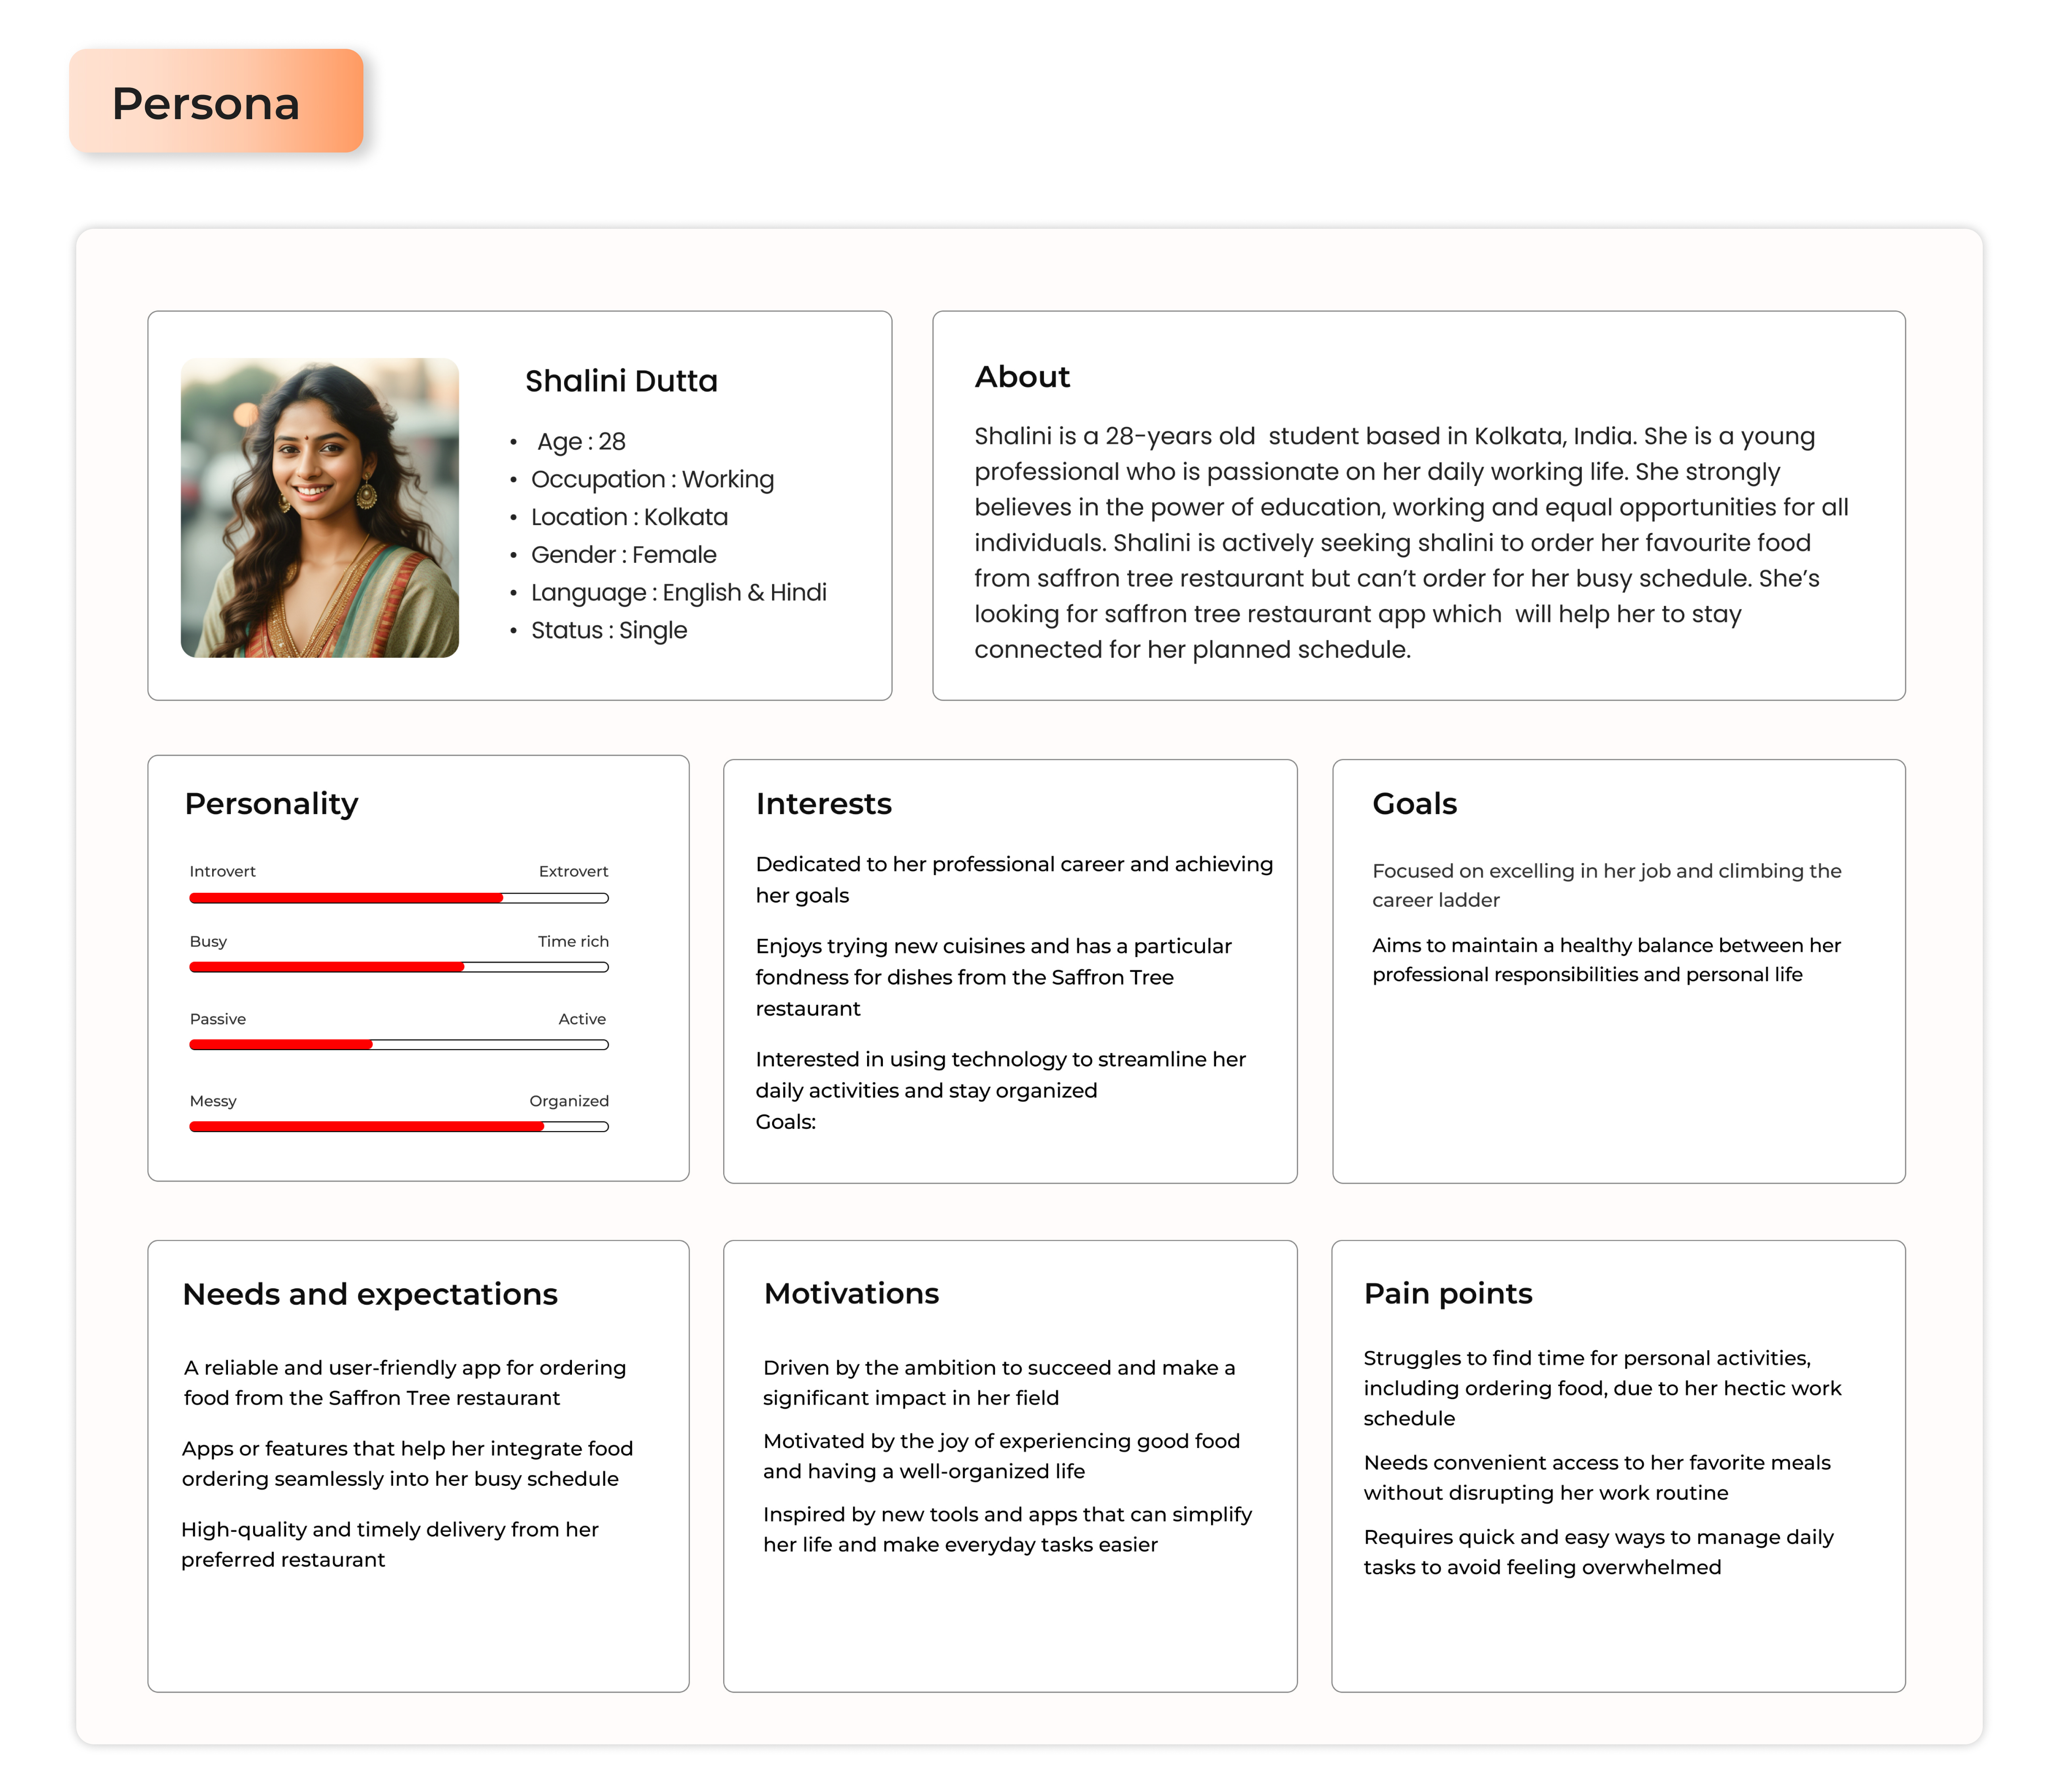 Persona
Shalini Dutta
• Age : 28
• Occupation : Working
• Location : Kolkata
• Gender : Female
• Language : English & Hindi
• Status : Single
About
Shalini is a 28-years old  student based in Kolkata, India. She is a young
professional who is passionate on her daily working life. She strongly
believes in the power of education, working and equal opportunities for all
individuals. Shalini is actively seeking shalini to order her favourite food
from saffron tree restaurant but can't order for her busy schedule. She's
looking for saffron tree restaurant app which  will help her to stay
connected for her planned schedule.
Personality
Introvert Extrovert
Busy Time rich
Passive Active
Messy Organized
Interests
Dedicated to her professional career and achieving
her goals
Enjoys trying new cuisines and has a particular
fondness for dishes from the Saffron Tree
restaurant
Interested in using technology to streamline her
daily activities and stay organized
Goals:
Goals
Focused on excelling in her job and climbing the
career ladder
Aims to maintain a healthy balance between her
professional responsibilities and personal life
Needs and expectations
A reliable and user-friendly app for ordering
food from the Saffron Tree restaurant
Apps or features that help her integrate food
ordering seamlessly into her busy schedule
High-quality and timely delivery from her
preferred restaurant
Motivations
Driven by the ambition to succeed and make a
significant impact in her field
Motivated by the joy of experiencing good food
and having a well-organized life
Inspired by new tools and apps that can simplify
her life and make everyday tasks easier
Pain points
Struggles to find time for personal activities,
including ordering food, due to her hectic work
schedule
Needs convenient access to her favorite meals
without disrupting her work routine
Requires quick and easy ways to manage daily
tasks to avoid feeling overwhelmed